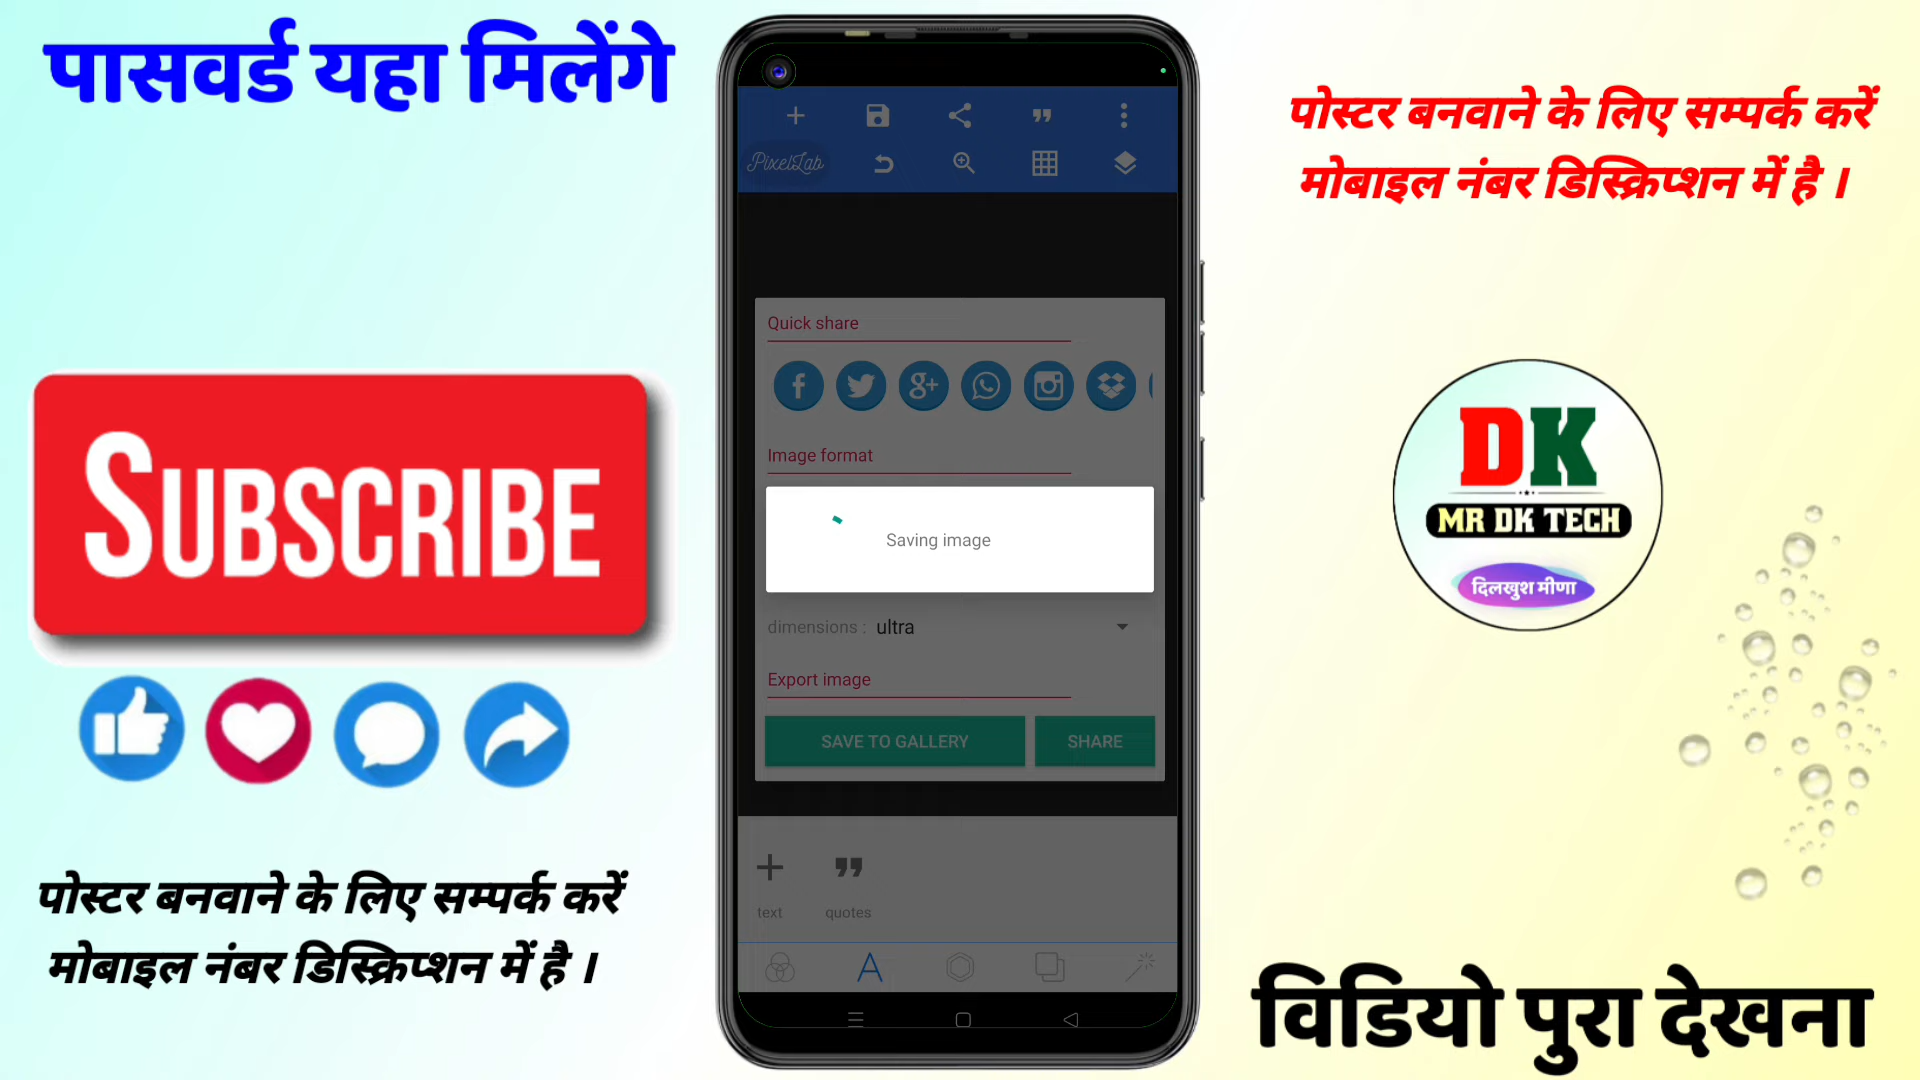 पासवर्ड यहा मिलेंगे
SUBSCRIBE
पोस्टर बनवाने के लिए सम्पर्क करें
मोबाइल नंबर डिस्क्रिप्शन में है ।
PixelLab
Quick share
Image format
Saving image
dimensions : ultra
Export image
SAVE TO GALLERY
SHARE
text
quotes
पोस्टर बनवाने के लिए सम्पर्क करें
मोबाइल नंबर डिस्क्रिप्शन में है ।
DK
MR DK TECH
दिलखुश मीणा
विडियो पुरा देखना